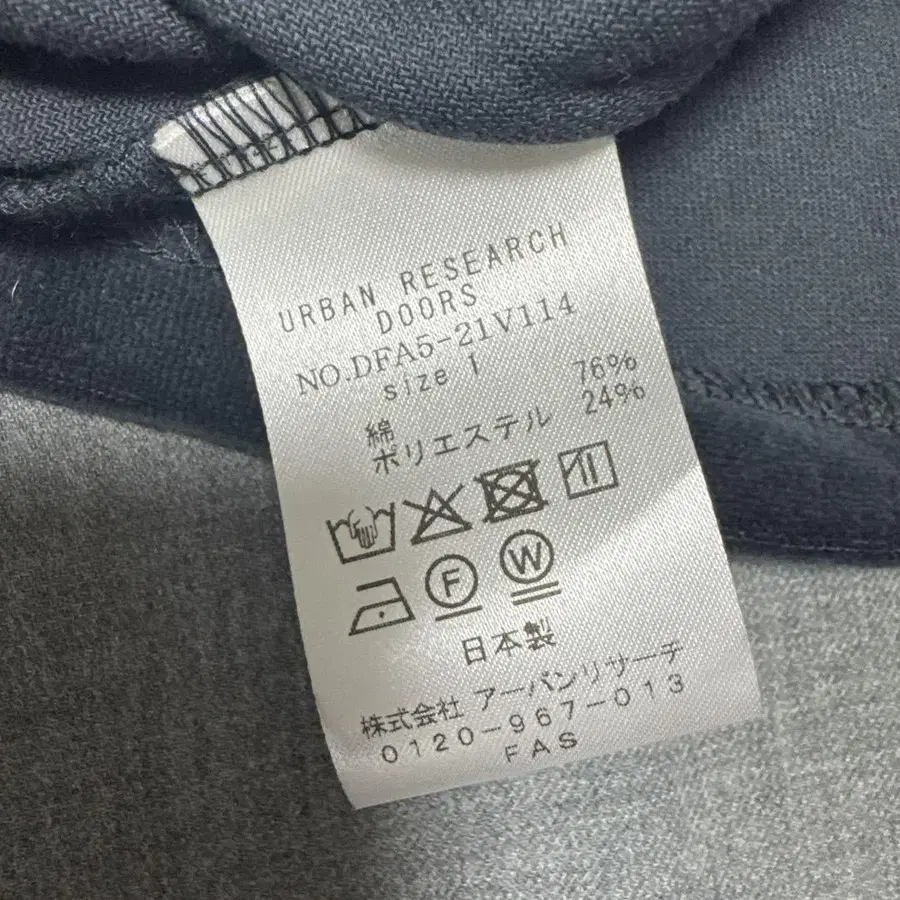 URBAN RESEARCH
DOORS
NO.DFA5-21V114
size 1
綿 76%
ポリエステル 24%
F W
日本製
株式会社 アーバンリサーチ
0120-967-013
FAS